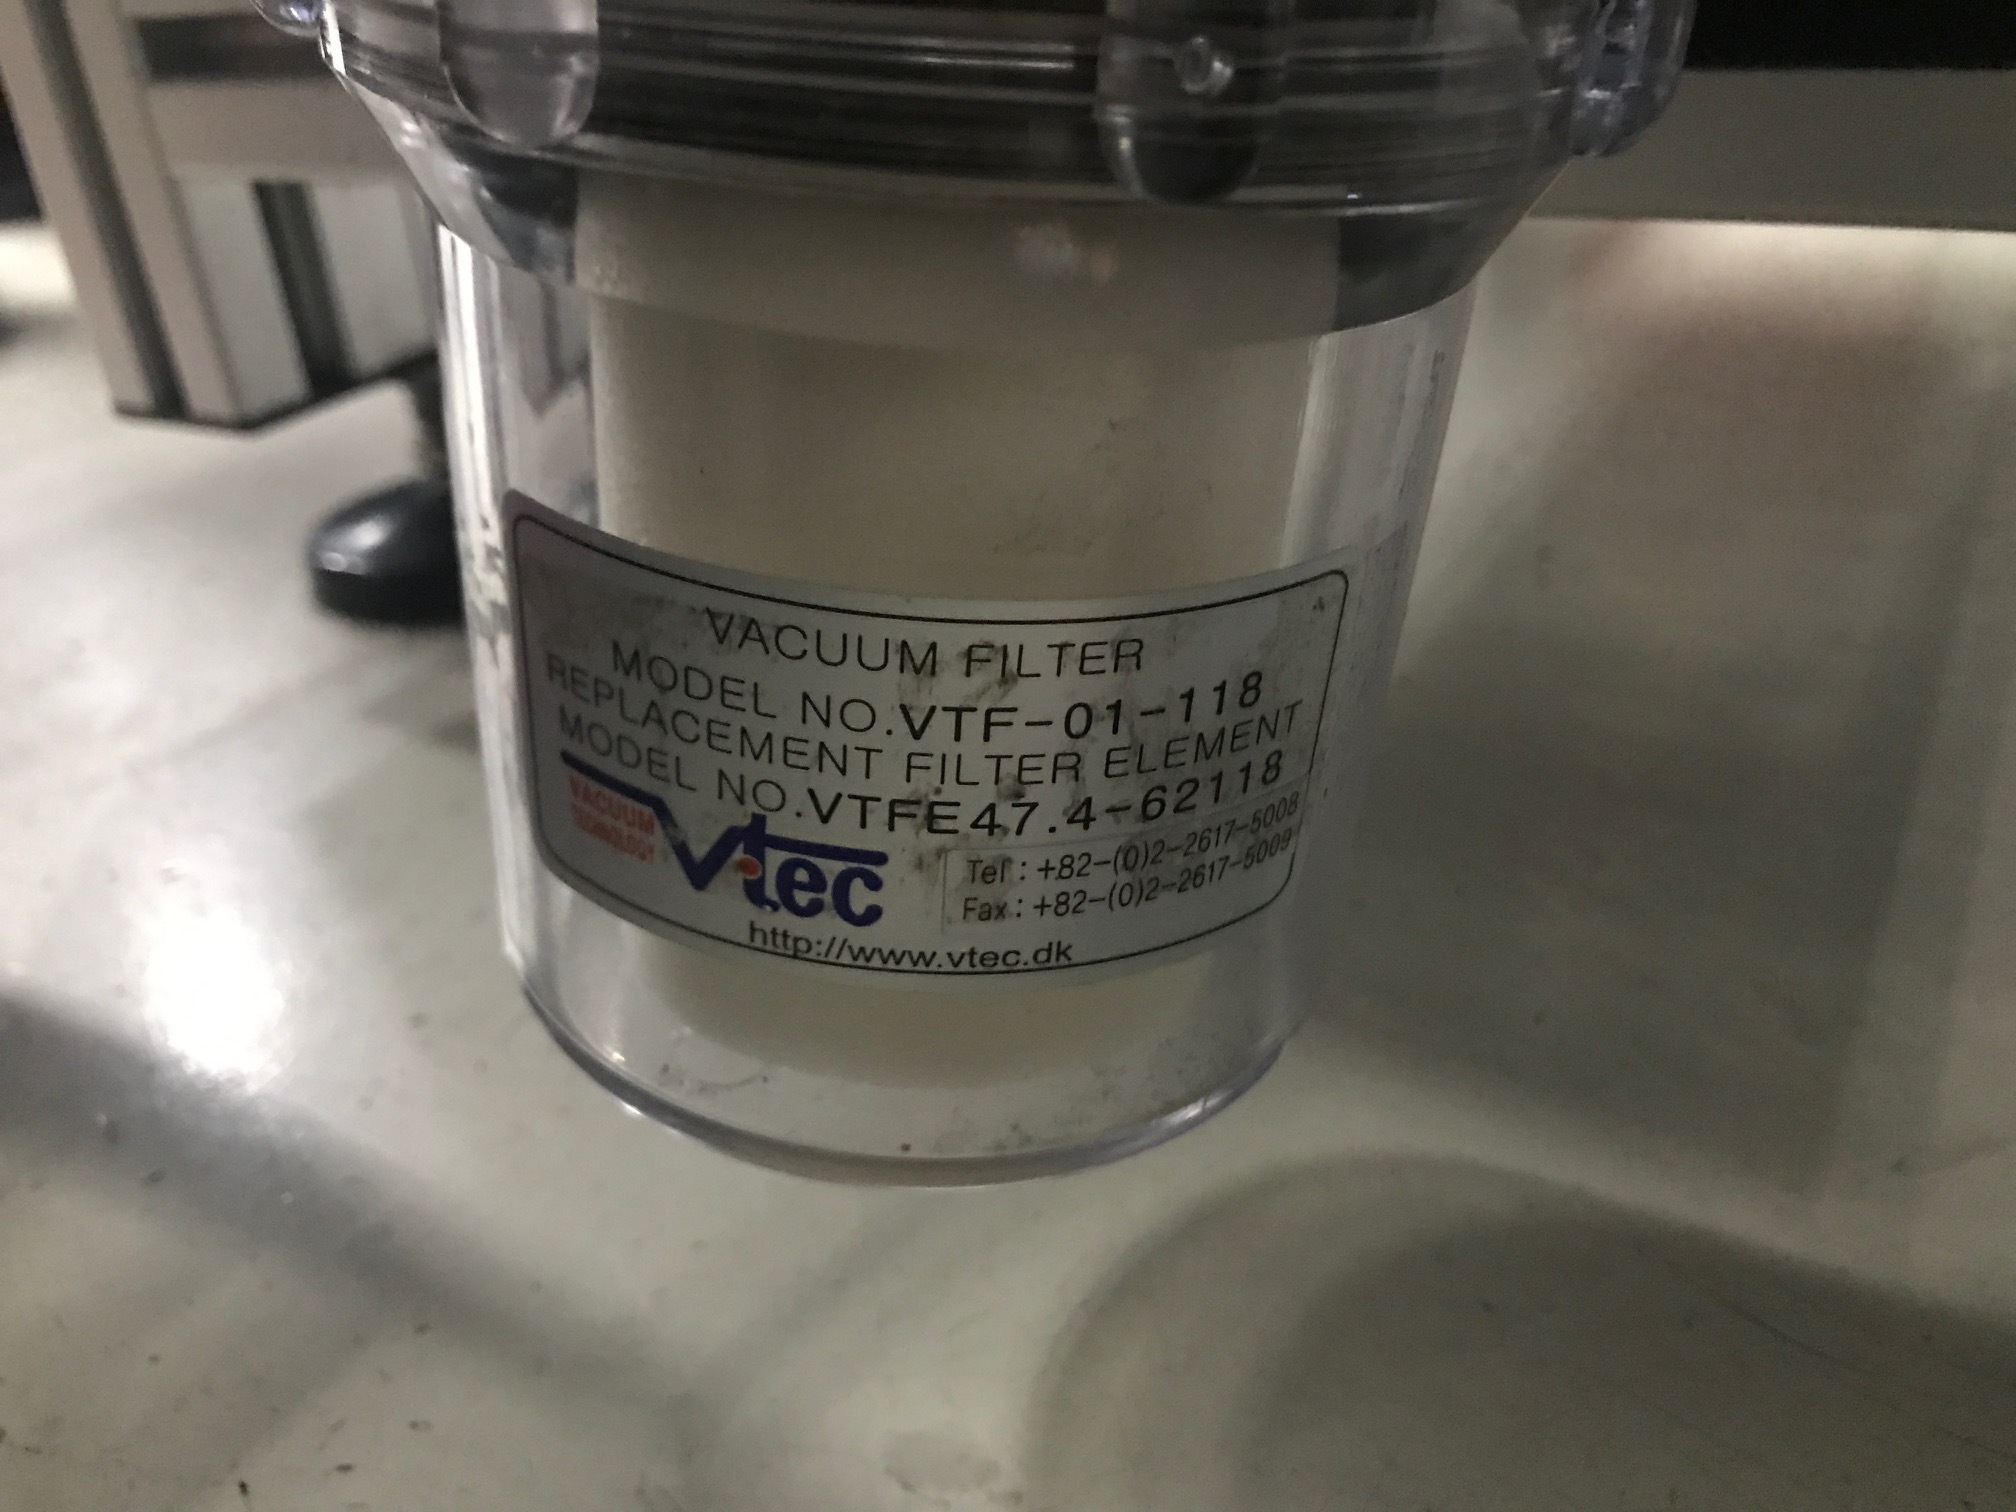 VACUUM FILTER
MODEL NO.VTF-01-118
REPLACEMENT FILTER ELEMENT
MODEL NO.VTFE47.4-62118
VACUUM
TECHNOLOGY
Vtec
Tel : +82-(0)2-2617-5008
Fax : +82-(0)2-2617-5009
http://www.vtec.dk